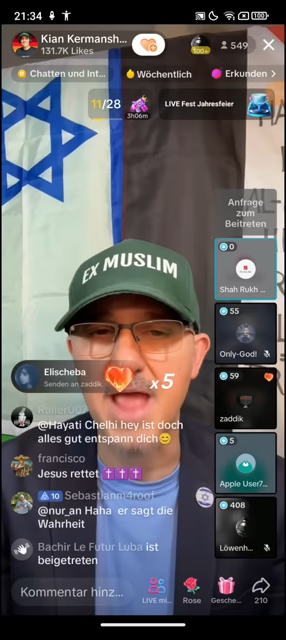 21:34
100
Kian Kermansh...
131.7K Likes
100+
549
Chatten und Int...
Wöchentlich
Erkunden
11/28
3h06m
LIVE Fest Jahresfeier
Anfrage
zum
Beitreten
0
Shah Rukh ...
EX MUSLIM
55
Only-God!
Elischeba
Senden an zaddik
x5
59
zaddik
@Hayati Chelhi hey ist doch
alles gut entspann dich😊
francisco
Jesus rettet ✝️✝️✝️
5
Apple User7...
10 Sebastianm4roof
@nur_an Haha er sagt die
Wahrheit
408
Löwenh...
Bachir Le Futur Luba ist
beigetreten
Kommentar hinz...
LIVE mi...
Rose
Gesche...
210